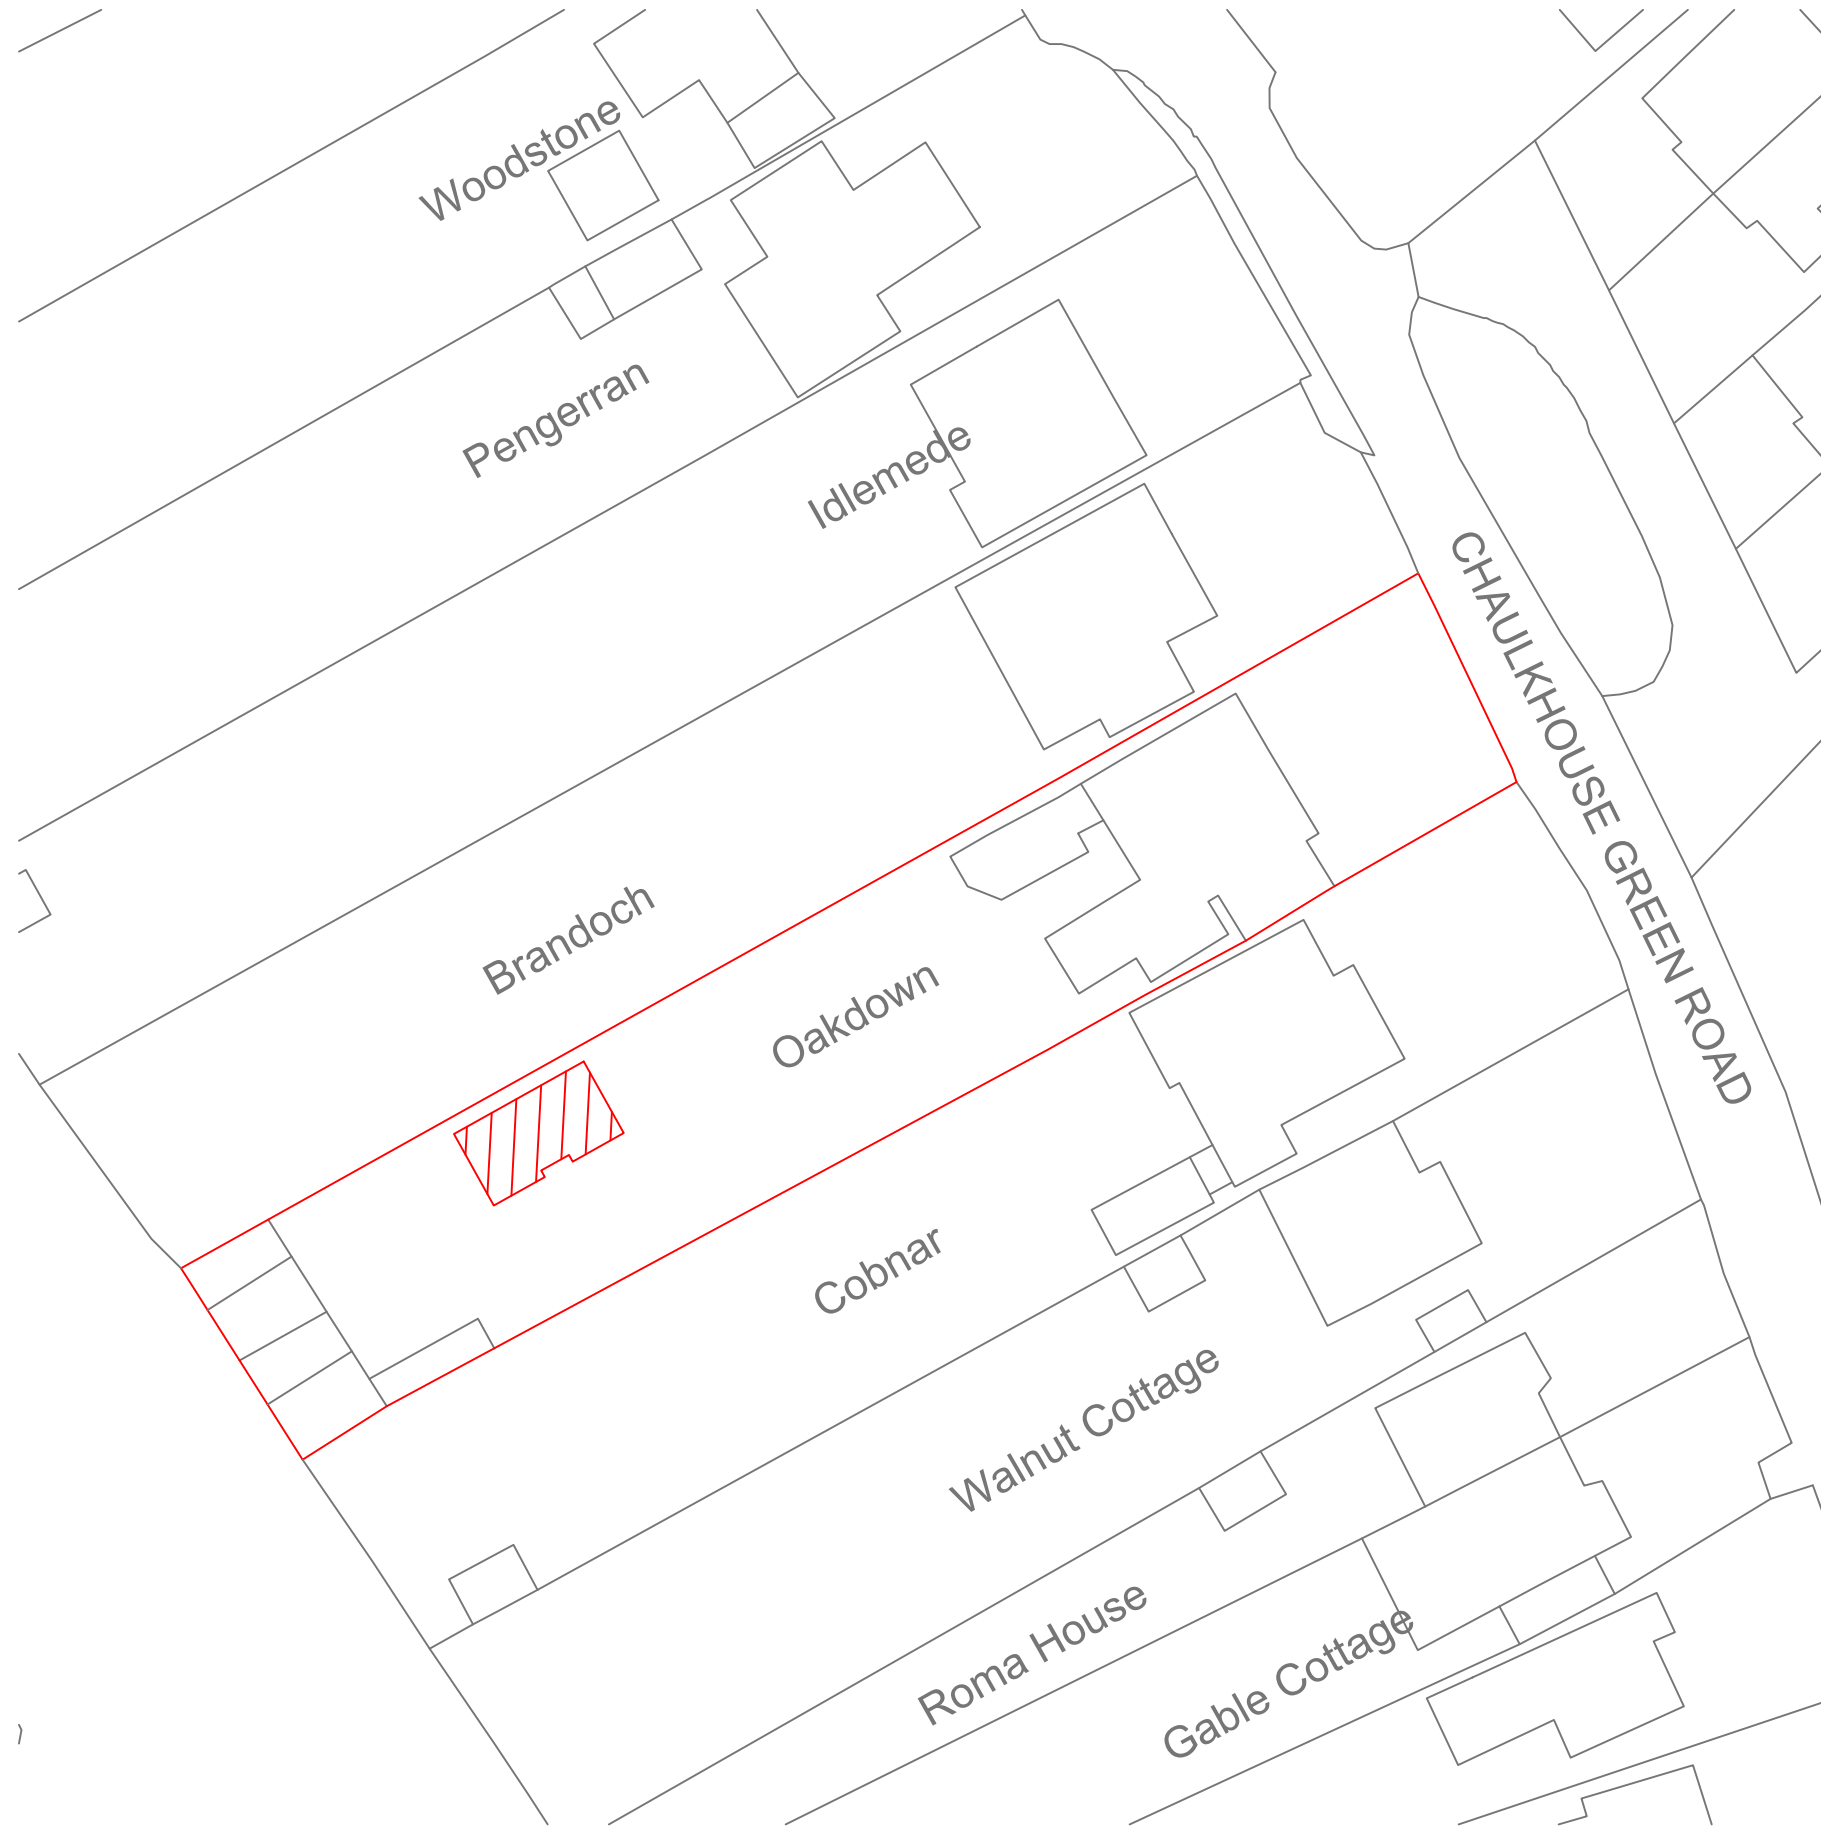 Woodstone
Pengerran
Idlemede
CHAULKHOUSE GREEN ROAD
Brandoch
Oakdown
Cobnar
Walnut Cottage
Roma House
Gable Cottage